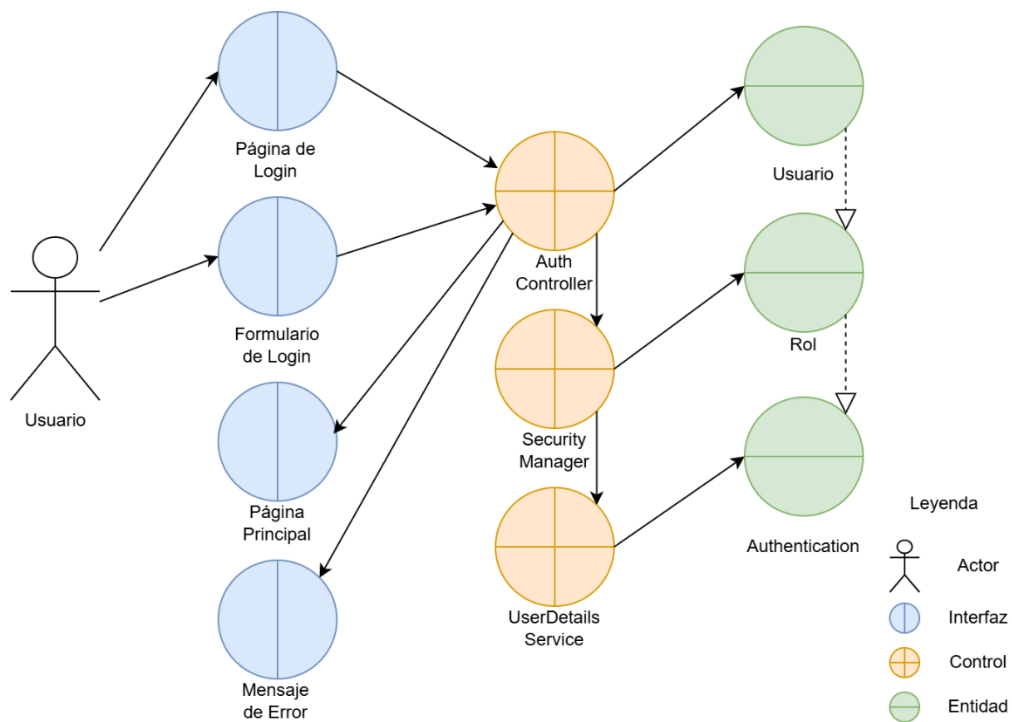 Página de
Login
Usuario
Auth
Controller
Formulario
de Login
Rol
Usuario
Security
Manager
Página
Principal
Authentication
UserDetails
Service
Mensaje
de Error
Leyenda
Actor
Interfaz
Control
Entidad